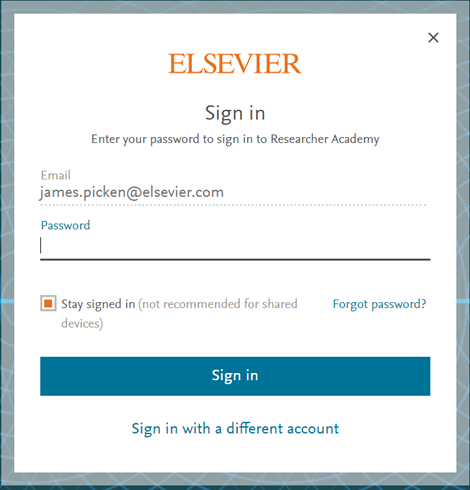 ELSEVIER
Sign in
Enter your password to sign in to Researcher Academy
Email
james.picken@elsevier.com
Password
Stay signed in (not recommended for shared
devices)
Forgot password?
Sign in
Sign in with a different account